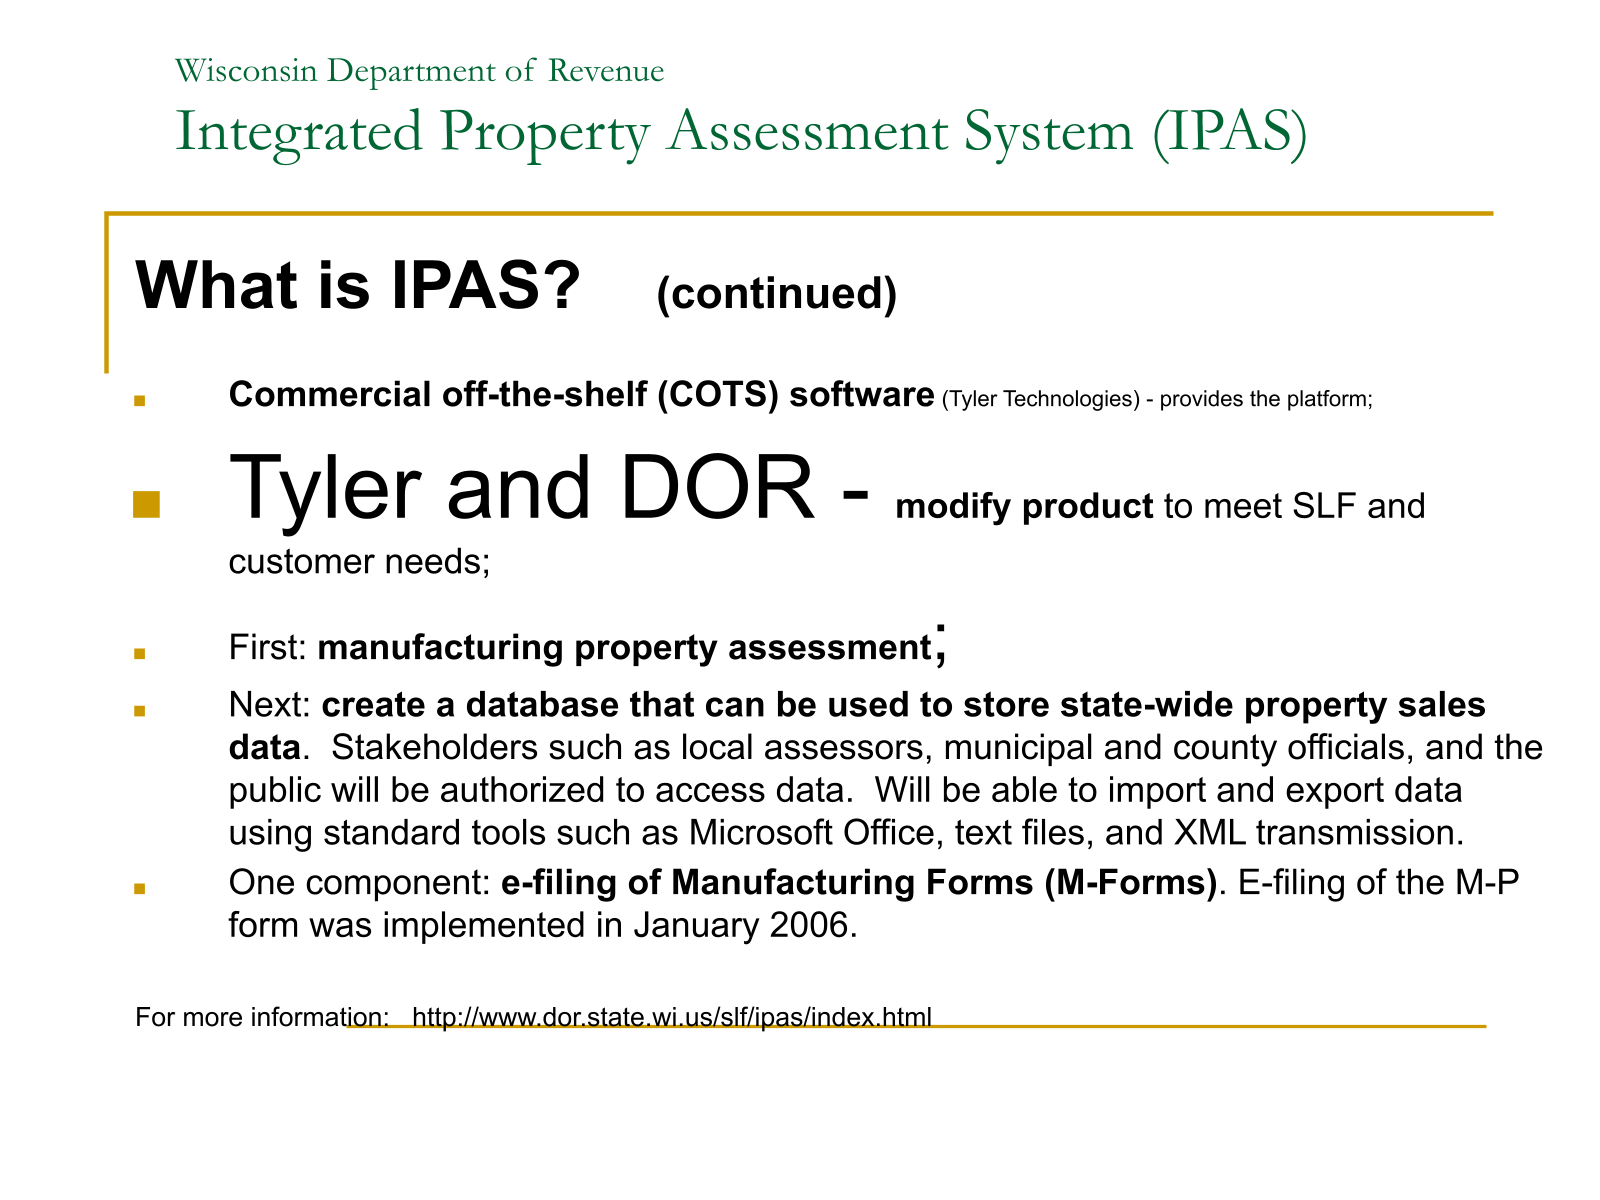 Wisconsin Department of Revenue
Integrated Property Assessment System (IPAS)
What is IPAS? (continued)
Commercial off-the-shelf (COTS) software (Tyler Technologies) - provides the platform;
Tyler and DOR - modify product to meet SLF and
customer needs;
First: manufacturing property assessment;
Next: create a database that can be used to store state-wide property sales
data.  Stakeholders such as local assessors, municipal and county officials, and the
public will be authorized to access data.  Will be able to import and export data
using standard tools such as Microsoft Office, text files, and XML transmission.
One component: e-filing of Manufacturing Forms (M-Forms). E-filing of the M-P
form was implemented in January 2006.
For more information:   http://www.dor.state.wi.us/slf/ipas/index.html